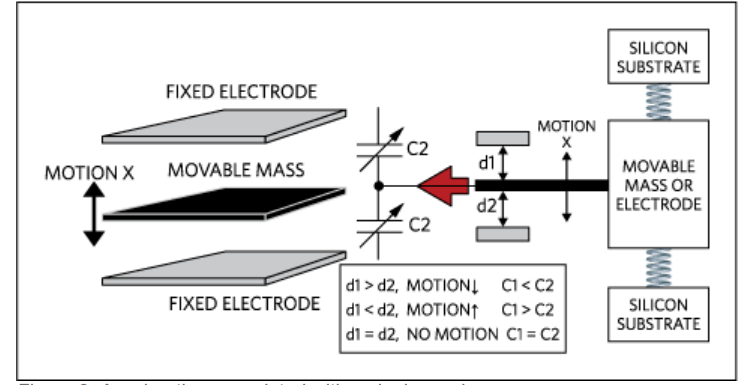 FIXED ELECTRODE
MOTION X
MOVABLE MASS
FIXED ELECTRODE
C2
C2
d1
d2
MOTION
X
SILICON
SUBSTRATE
MOVABLE
MASS OR
ELECTRODE
SILICON
SUBSTRATE
d1 > d2, MOTION↓ C1 < C2
d1 < d2, MOTION↑ C1 > C2
d1 = d2, NO MOTION C1 = C2